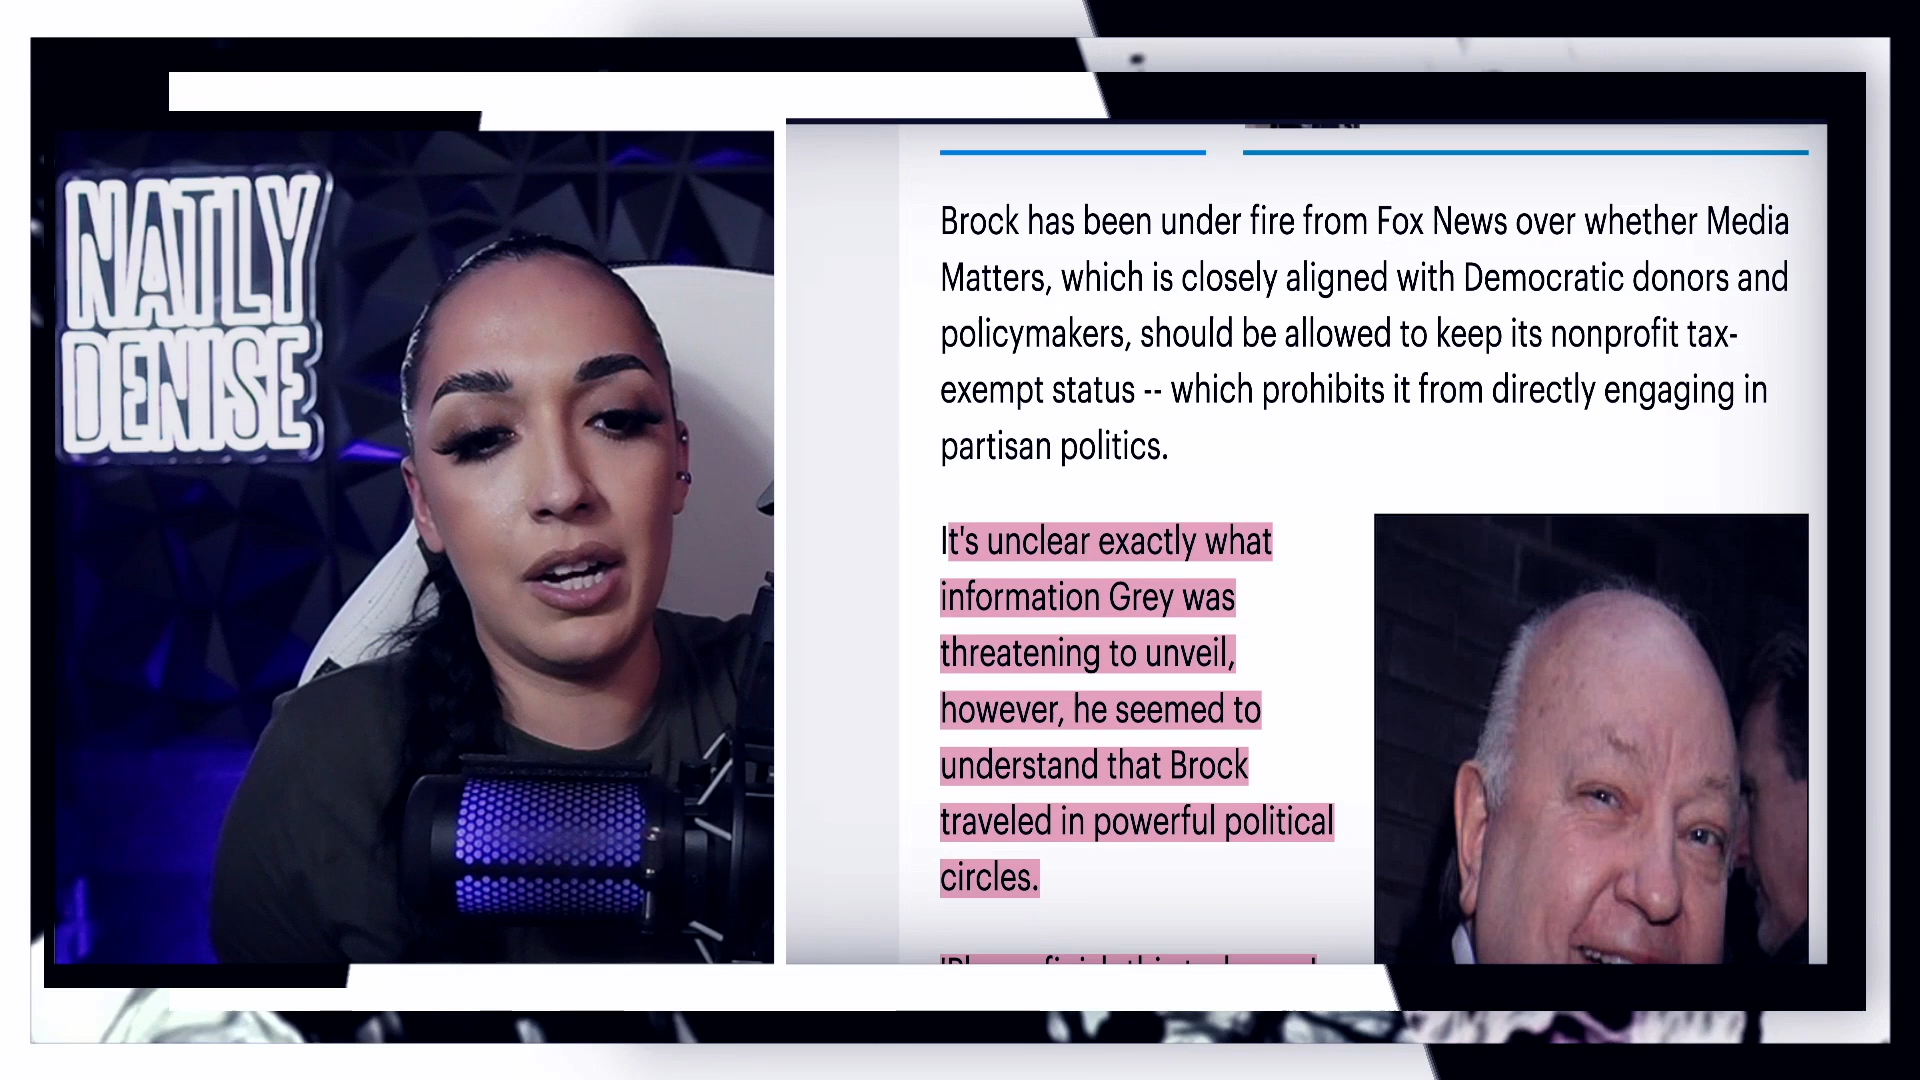 NATLY
DENISE
Brock has been under fire from Fox News over whether Media
Matters, which is closely aligned with Democratic donors and
policymakers, should be allowed to keep its nonprofit tax-
exempt status -- which prohibits it from directly engaging in
partisan politics.
It's unclear exactly what
information Grey was
threatening to unveil,
however, he seemed to
understand that Brock
traveled in powerful political
circles.